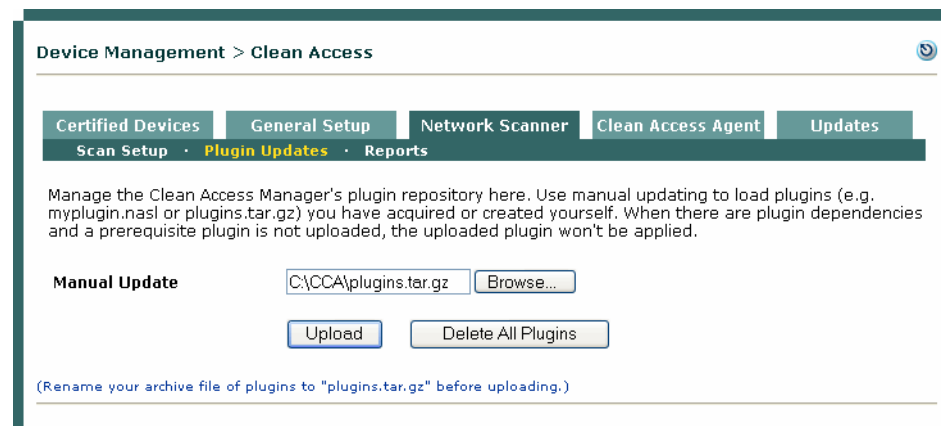 Device Management > Clean Access
Certified Devices General Setup Network Scanner Clean Access Agent Updates
Scan Setup · Plugin Updates · Reports
Manage the Clean Access Manager's plugin repository here. Use manual updating to load plugins (e.g.
myplugin.nasl or plugins.tar.gz) you have acquired or created yourself. When there are plugin dependencies
and a prerequisite plugin is not uploaded, the uploaded plugin won't be applied.
Manual Update C:\CCA\plugins.tar.gz Browse...
Upload Delete All Plugins
(Rename your archive file of plugins to "plugins.tar.gz" before uploading.)